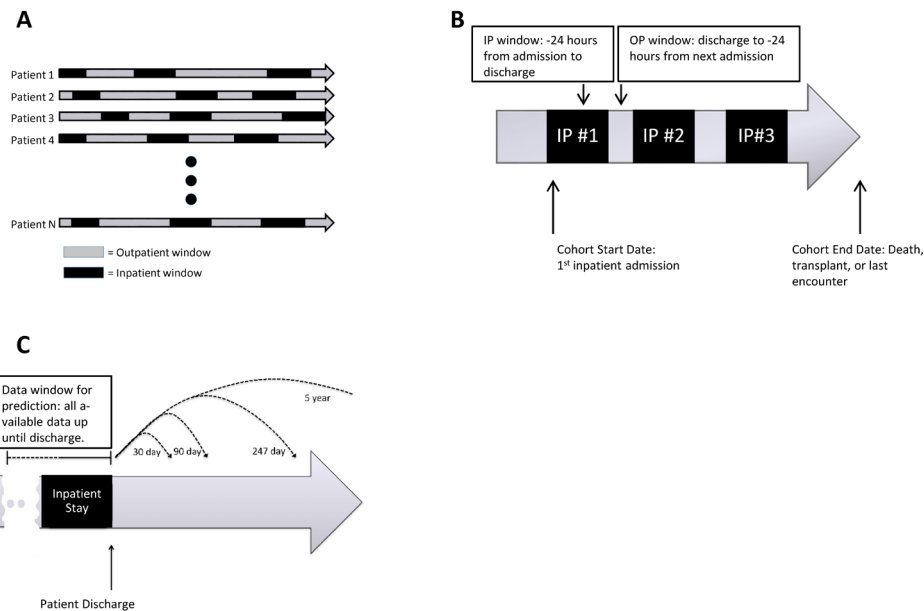 A
Patient 1
Patient 2
Patient 3
Patient 4
Patient N
= Outpatient window
= Inpatient window
B
IP window: -24 hours
from admission to
discharge
OP window: discharge to -24
hours from next admission
IP #1
IP #2
IP#3
Cohort Start Date:
1st inpatient admission
Cohort End Date: Death,
transplant, or last
encounter
C
Data window for
prediction: all a-
vailable data up
until discharge.
5 year
30 day
90 day
247 day
Inpatient
Stay
Patient Discharge